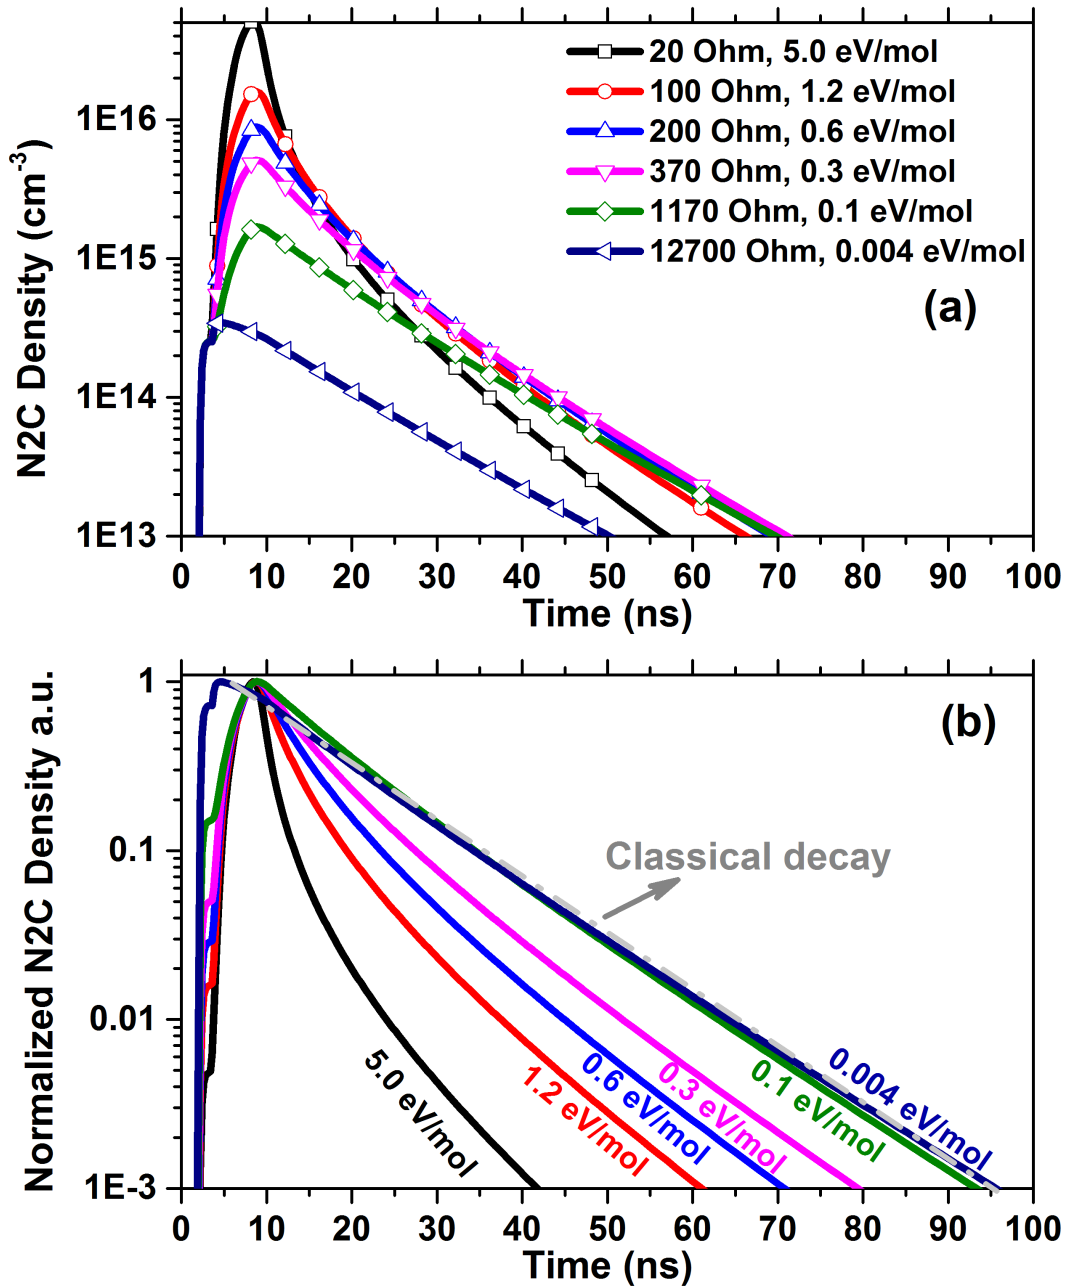 20 Ohm, 5.0 eV/mol
100 Ohm, 1.2 eV/mol
200 Ohm, 0.6 eV/mol
370 Ohm, 0.3 eV/mol
1170 Ohm, 0.1 eV/mol
12700 Ohm, 0.004 eV/mol
(a)
N2C Density (cm⁻³)
1E16
1E15
1E14
1E13
0 10 20 30 40 50 60 70 80 90 100
Time (ns)
(b)
Normalized N2C Density a.u.
1
0.1
0.01
1E-3
Classical decay
5.0 eV/mol
1.2 eV/mol
0.6 eV/mol
0.3 eV/mol
0.1 eV/mol
0.004 eV/mol
0 10 20 30 40 50 60 70 80 90 100
Time (ns)